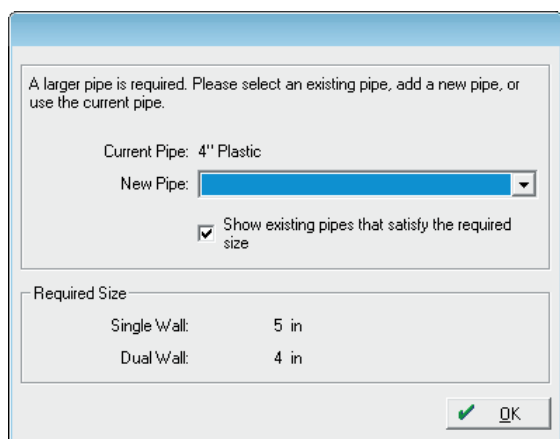 A larger pipe is required. Please select an existing pipe, add a new pipe, or
use the current pipe.
Current Pipe: 4" Plastic
New Pipe:
Show existing pipes that satisfy the required
size
Required Size
Single Wall: 5 in
Dual Wall: 4 in
OK